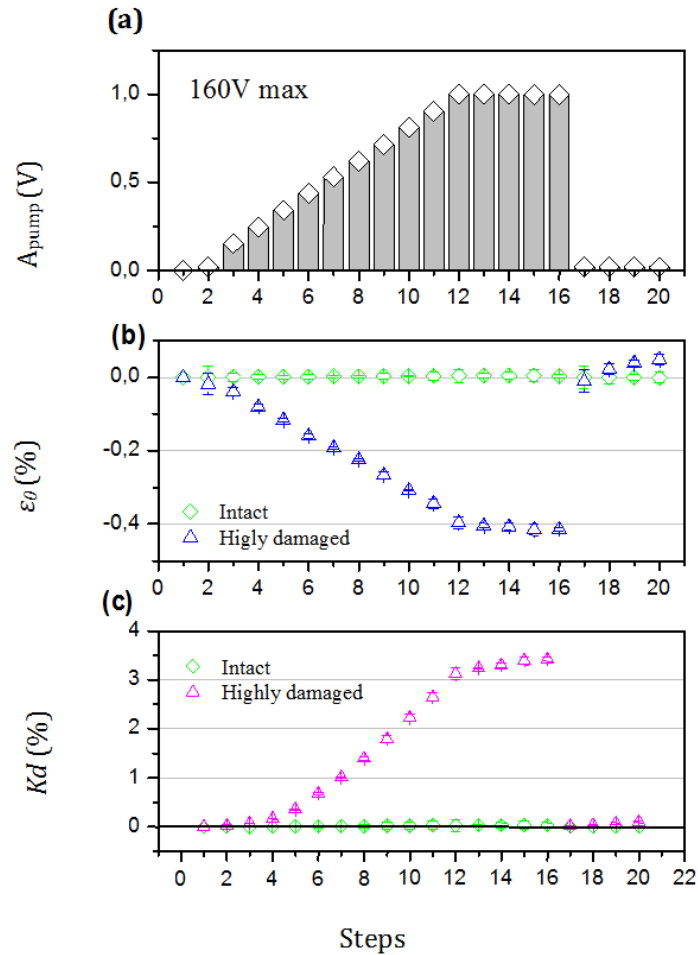 (a)
160V max
A_pump (V)
1,0
0,5
0,0
0 2 4 6 8 10 12 14 16 18 20
(b)
ε_θ (%)
0,0
-0,2
-0,4
Intact
Higly damaged
0 2 4 6 8 10 12 14 16 18 20
(c)
Kd (%)
4
3
2
1
0
Intact
Highly damaged
0 2 4 6 8 10 12 14 16 18 20 22
Steps